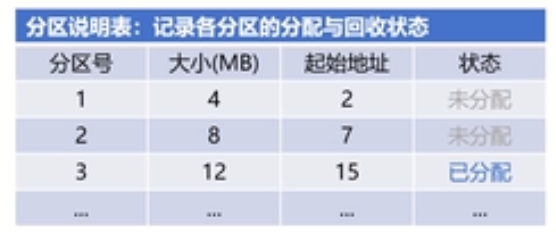 分区说明表：记录各分区的分配与回收状态
分区号 大小(MB) 起始地址 状态
1 4 2 未分配
2 8 7 未分配
3 12 15 已分配
... ... ... ...